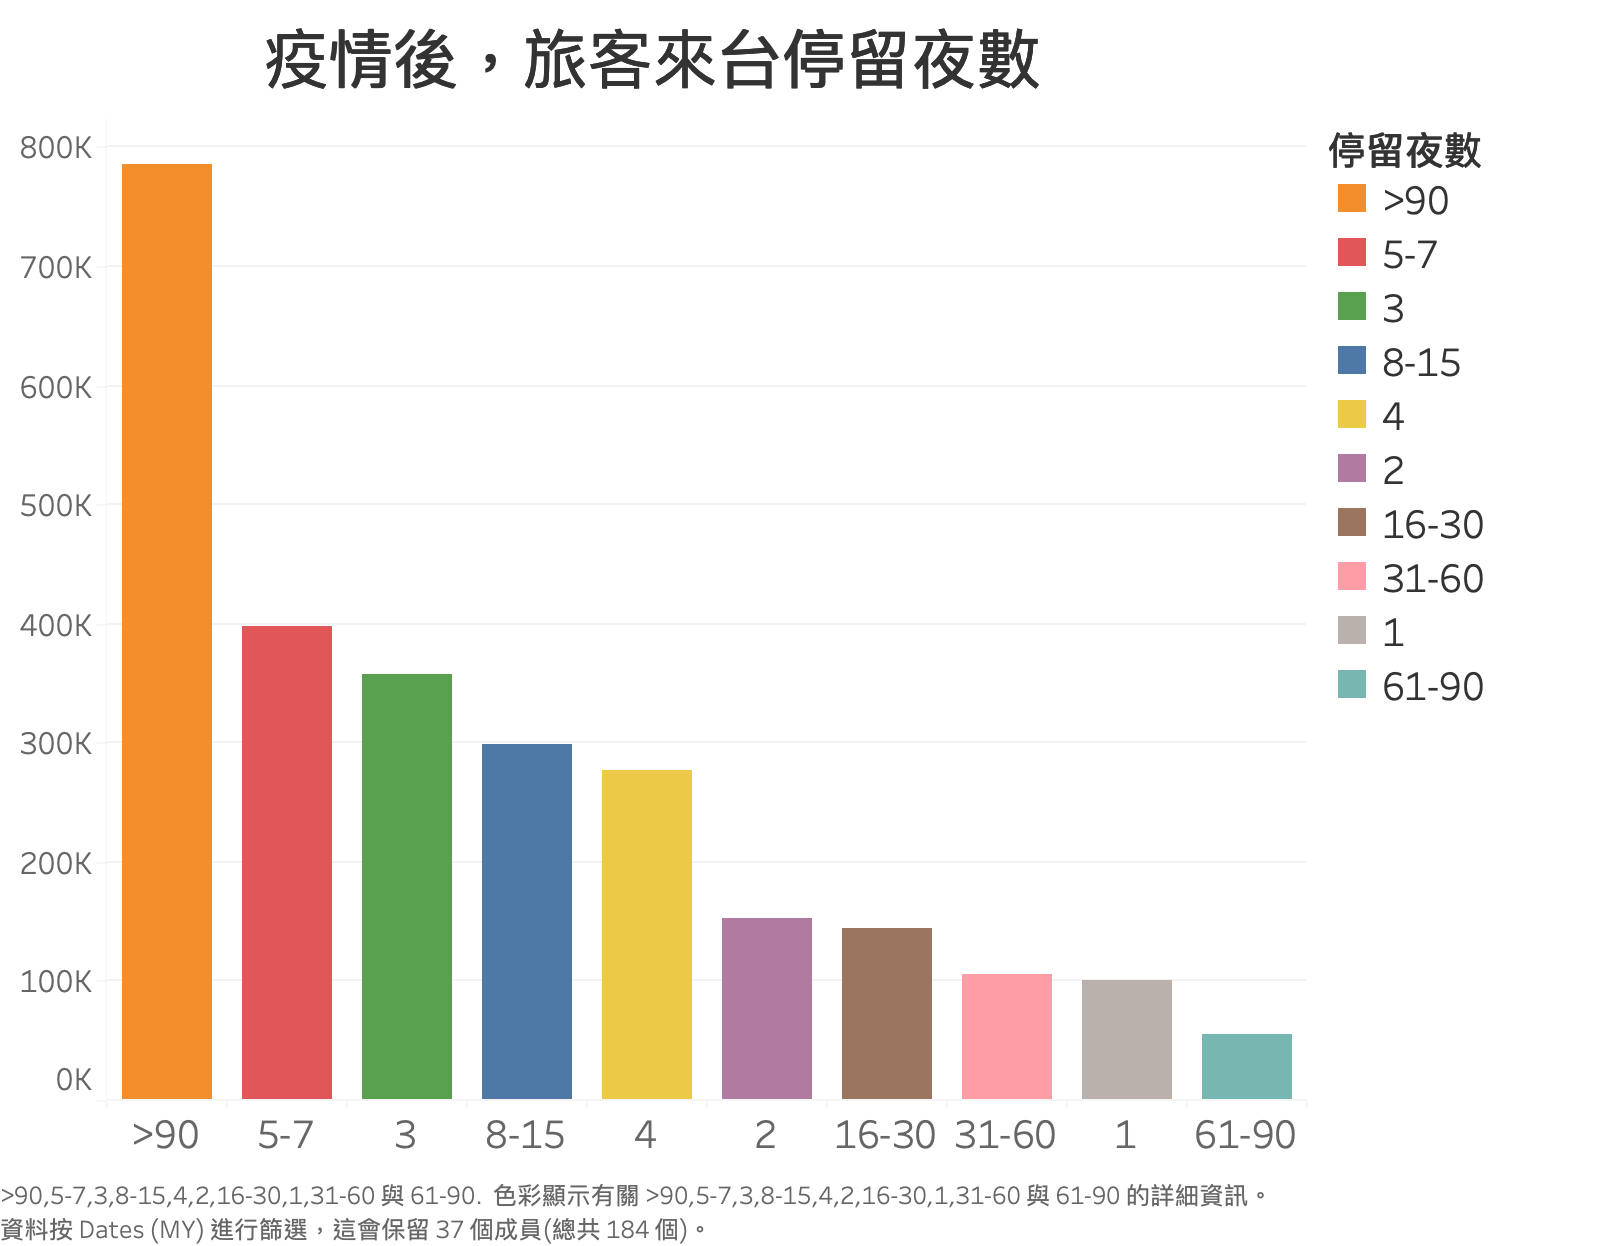 疫情後，旅客來台停留夜數
800K
700K
600K
500K
400K
300K
200K
100K
0K
>90
5-7
3
8-15
4
2
16-30
31-60
1
61-90
停留夜數
>90
5-7
3
8-15
4
2
16-30
31-60
1
61-90
>90,5-7,3,8-15,4,2,16-30,1,31-60 與 61-90. 色彩顯示有關 >90,5-7,3,8-15,4,2,16-30,1,31-60 與 61-90 的詳細資訊。
資料按 Dates (MY) 進行篩選，這會保留 37 個成員(總共 184 個)。